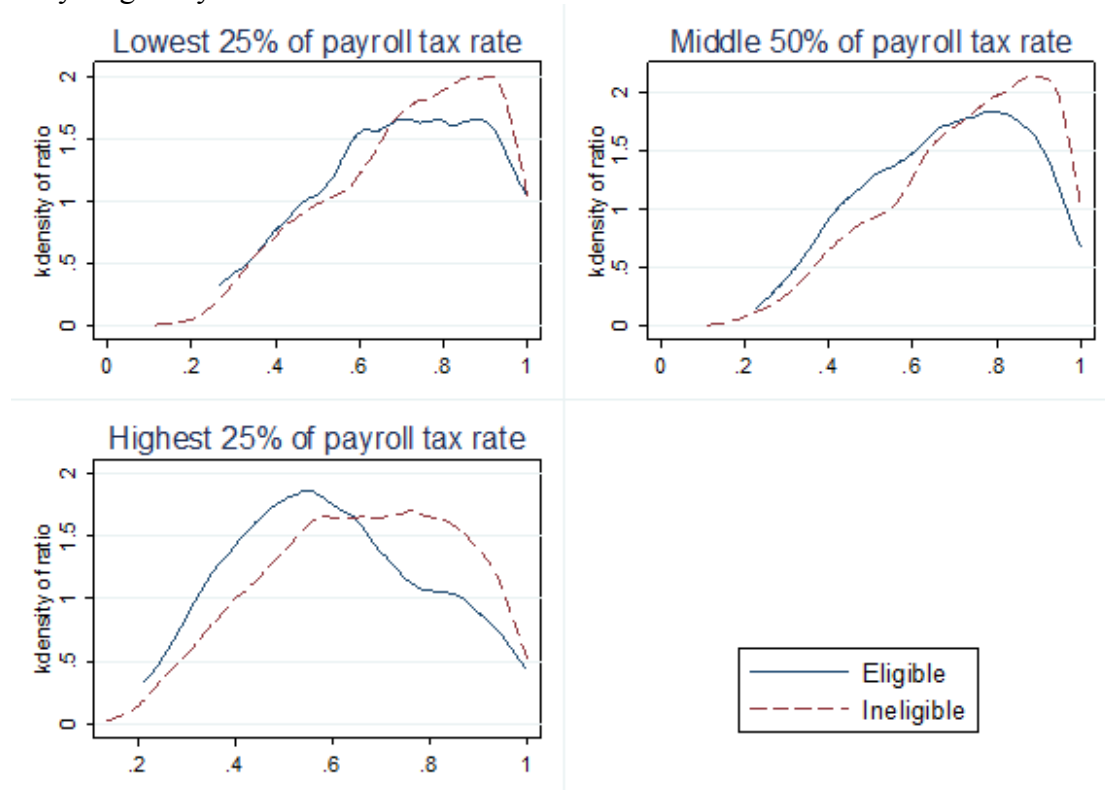 Lowest 25% of payroll tax rate
kdensity of ratio
2
1.5
1
.5
0
0 .2 .4 .6 .8 1
Middle 50% of payroll tax rate
kdensity of ratio
2
1.5
1
.5
0
0 .2 .4 .6 .8 1
Highest 25% of payroll tax rate
kdensity of ratio
2
1.5
1
.5
0
.2 .4 .6 .8 1
Eligible
Ineligible